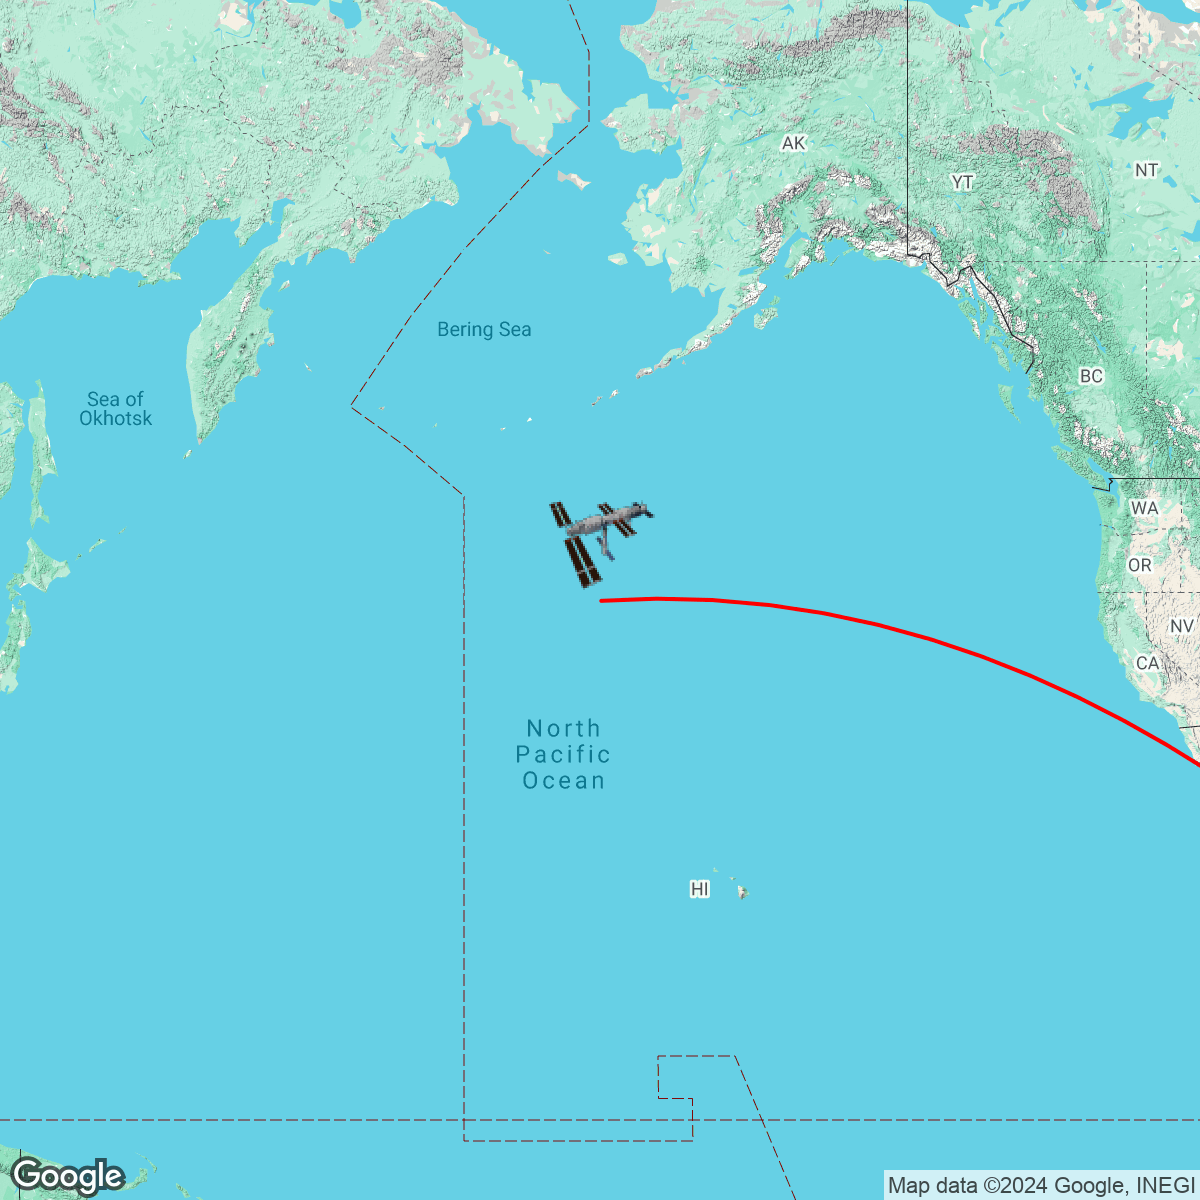 AK
NT
YT
Bering Sea
BC
Sea of
Okhotsk
WA
OR
NV
CA
North
Pacific
Ocean
HI
Google
Map data ©2024 Google, INEGI